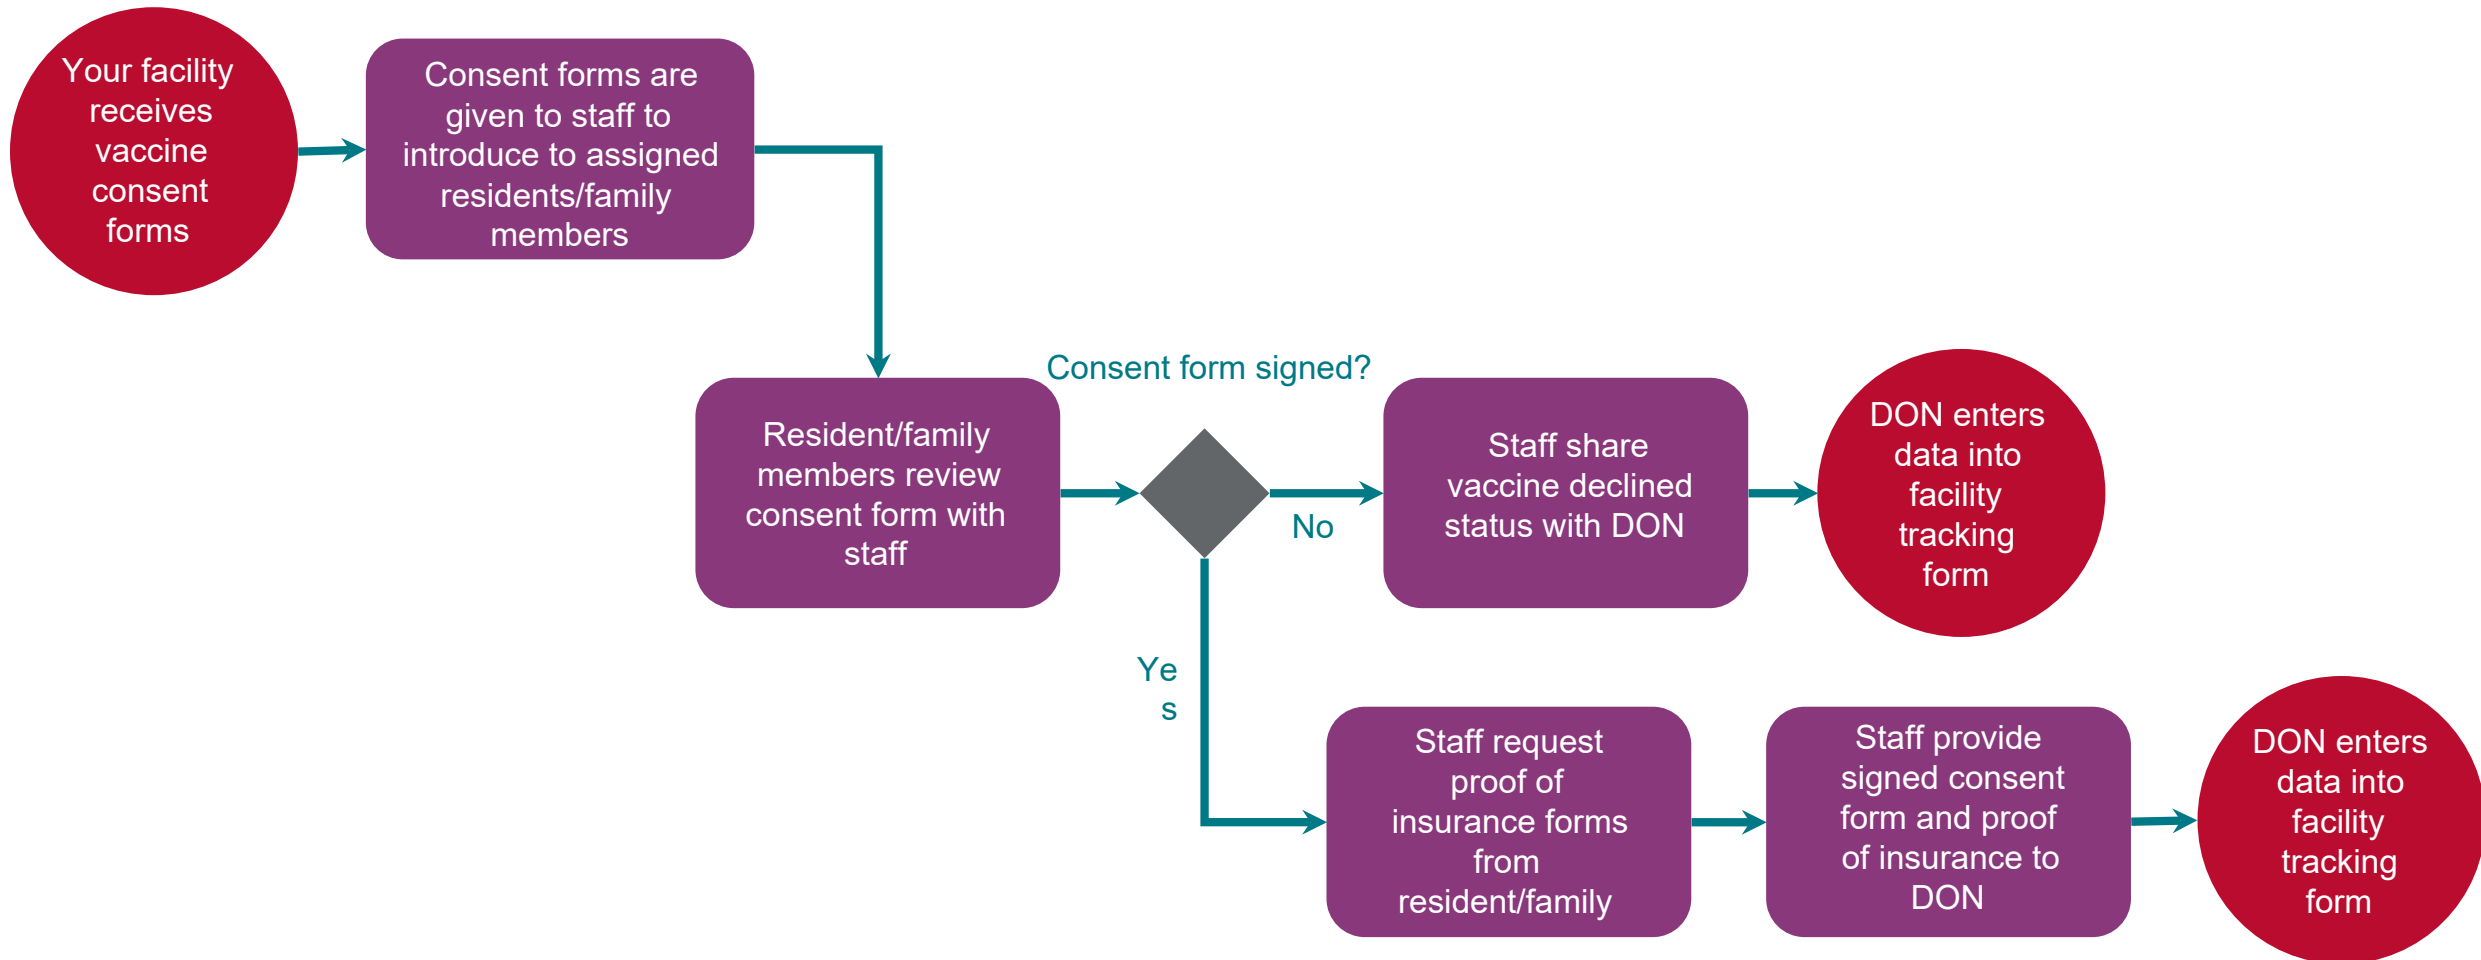 Your facility
receives
vaccine
consent
forms
Consent forms are
given to staff to
introduce to assigned
residents/family
members
Resident/family
members review
consent form with
staff
Consent form signed?
No
Staff share
vaccine declined
status with DON
DON enters
data into
facility
tracking
form
Ye
s
Staff request
proof of
insurance forms
from
resident/family
Staff provide
signed consent
form and proof
of insurance to
DON
DON enters
data into
facility
tracking
form